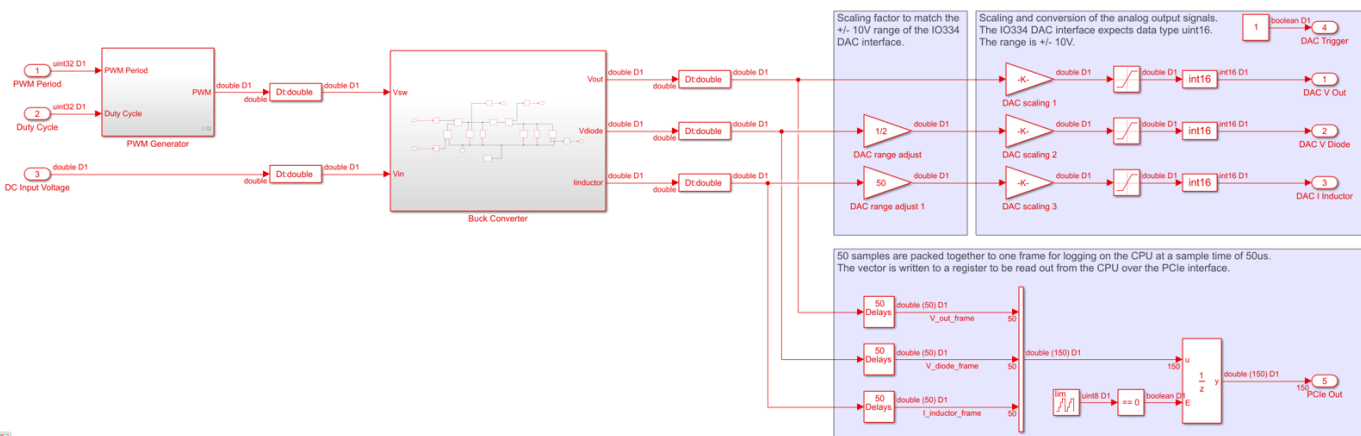 Scaling factor to match the
+/- 10V range of the IO334
DAC interface.
Scaling and conversion of the analog output signals.
The IO334 DAC interface expects data type uint16.
The range is +/- 10V.
1
boolean D1
4
DAC Trigger
1
uint32 D1
PWM Period
PWM Period
2
uint32 D1
Duty Cycle
Duty Cycle
PWM
PWM Generator
double D1
double
Dt:double
double D1
3
double D1
DC Input Voltage
double
Dt:double
double D1
Vsw
Vin
Vout
Vdiode
Iinductor
Buck Converter
double D1
double
Dt:double
double D1
-K-
DAC scaling 1
double D1
double D1
int16
int16 D1
1
DAC V Out
double D1
double
Dt:double
double D1
1/2
DAC range adjust
double D1
-K-
DAC scaling 2
double D1
double D1
int16
int16 D1
2
DAC V Diode
double D1
double
Dt:double
double D1
50
DAC range adjust 1
double D1
-K-
DAC scaling 3
double D1
double D1
int16
int16 D1
3
DAC I Inductor
50 samples are packed together to one frame for logging on the CPU at a sample time of 50us.
The vector is written to a register to be read out from the CPU over the PCIe interface.
50
Delays
double (50) D1
V_out_frame
50
50
Delays
double (50) D1
V_diode_frame
50
50
Delays
double (50) D1
I_inductor_frame
50
double (150) D1
150
lim
uint8 D1
== 0
boolean D1
u
E
1
z
y
double (150) D1
150
5
PCIe Out